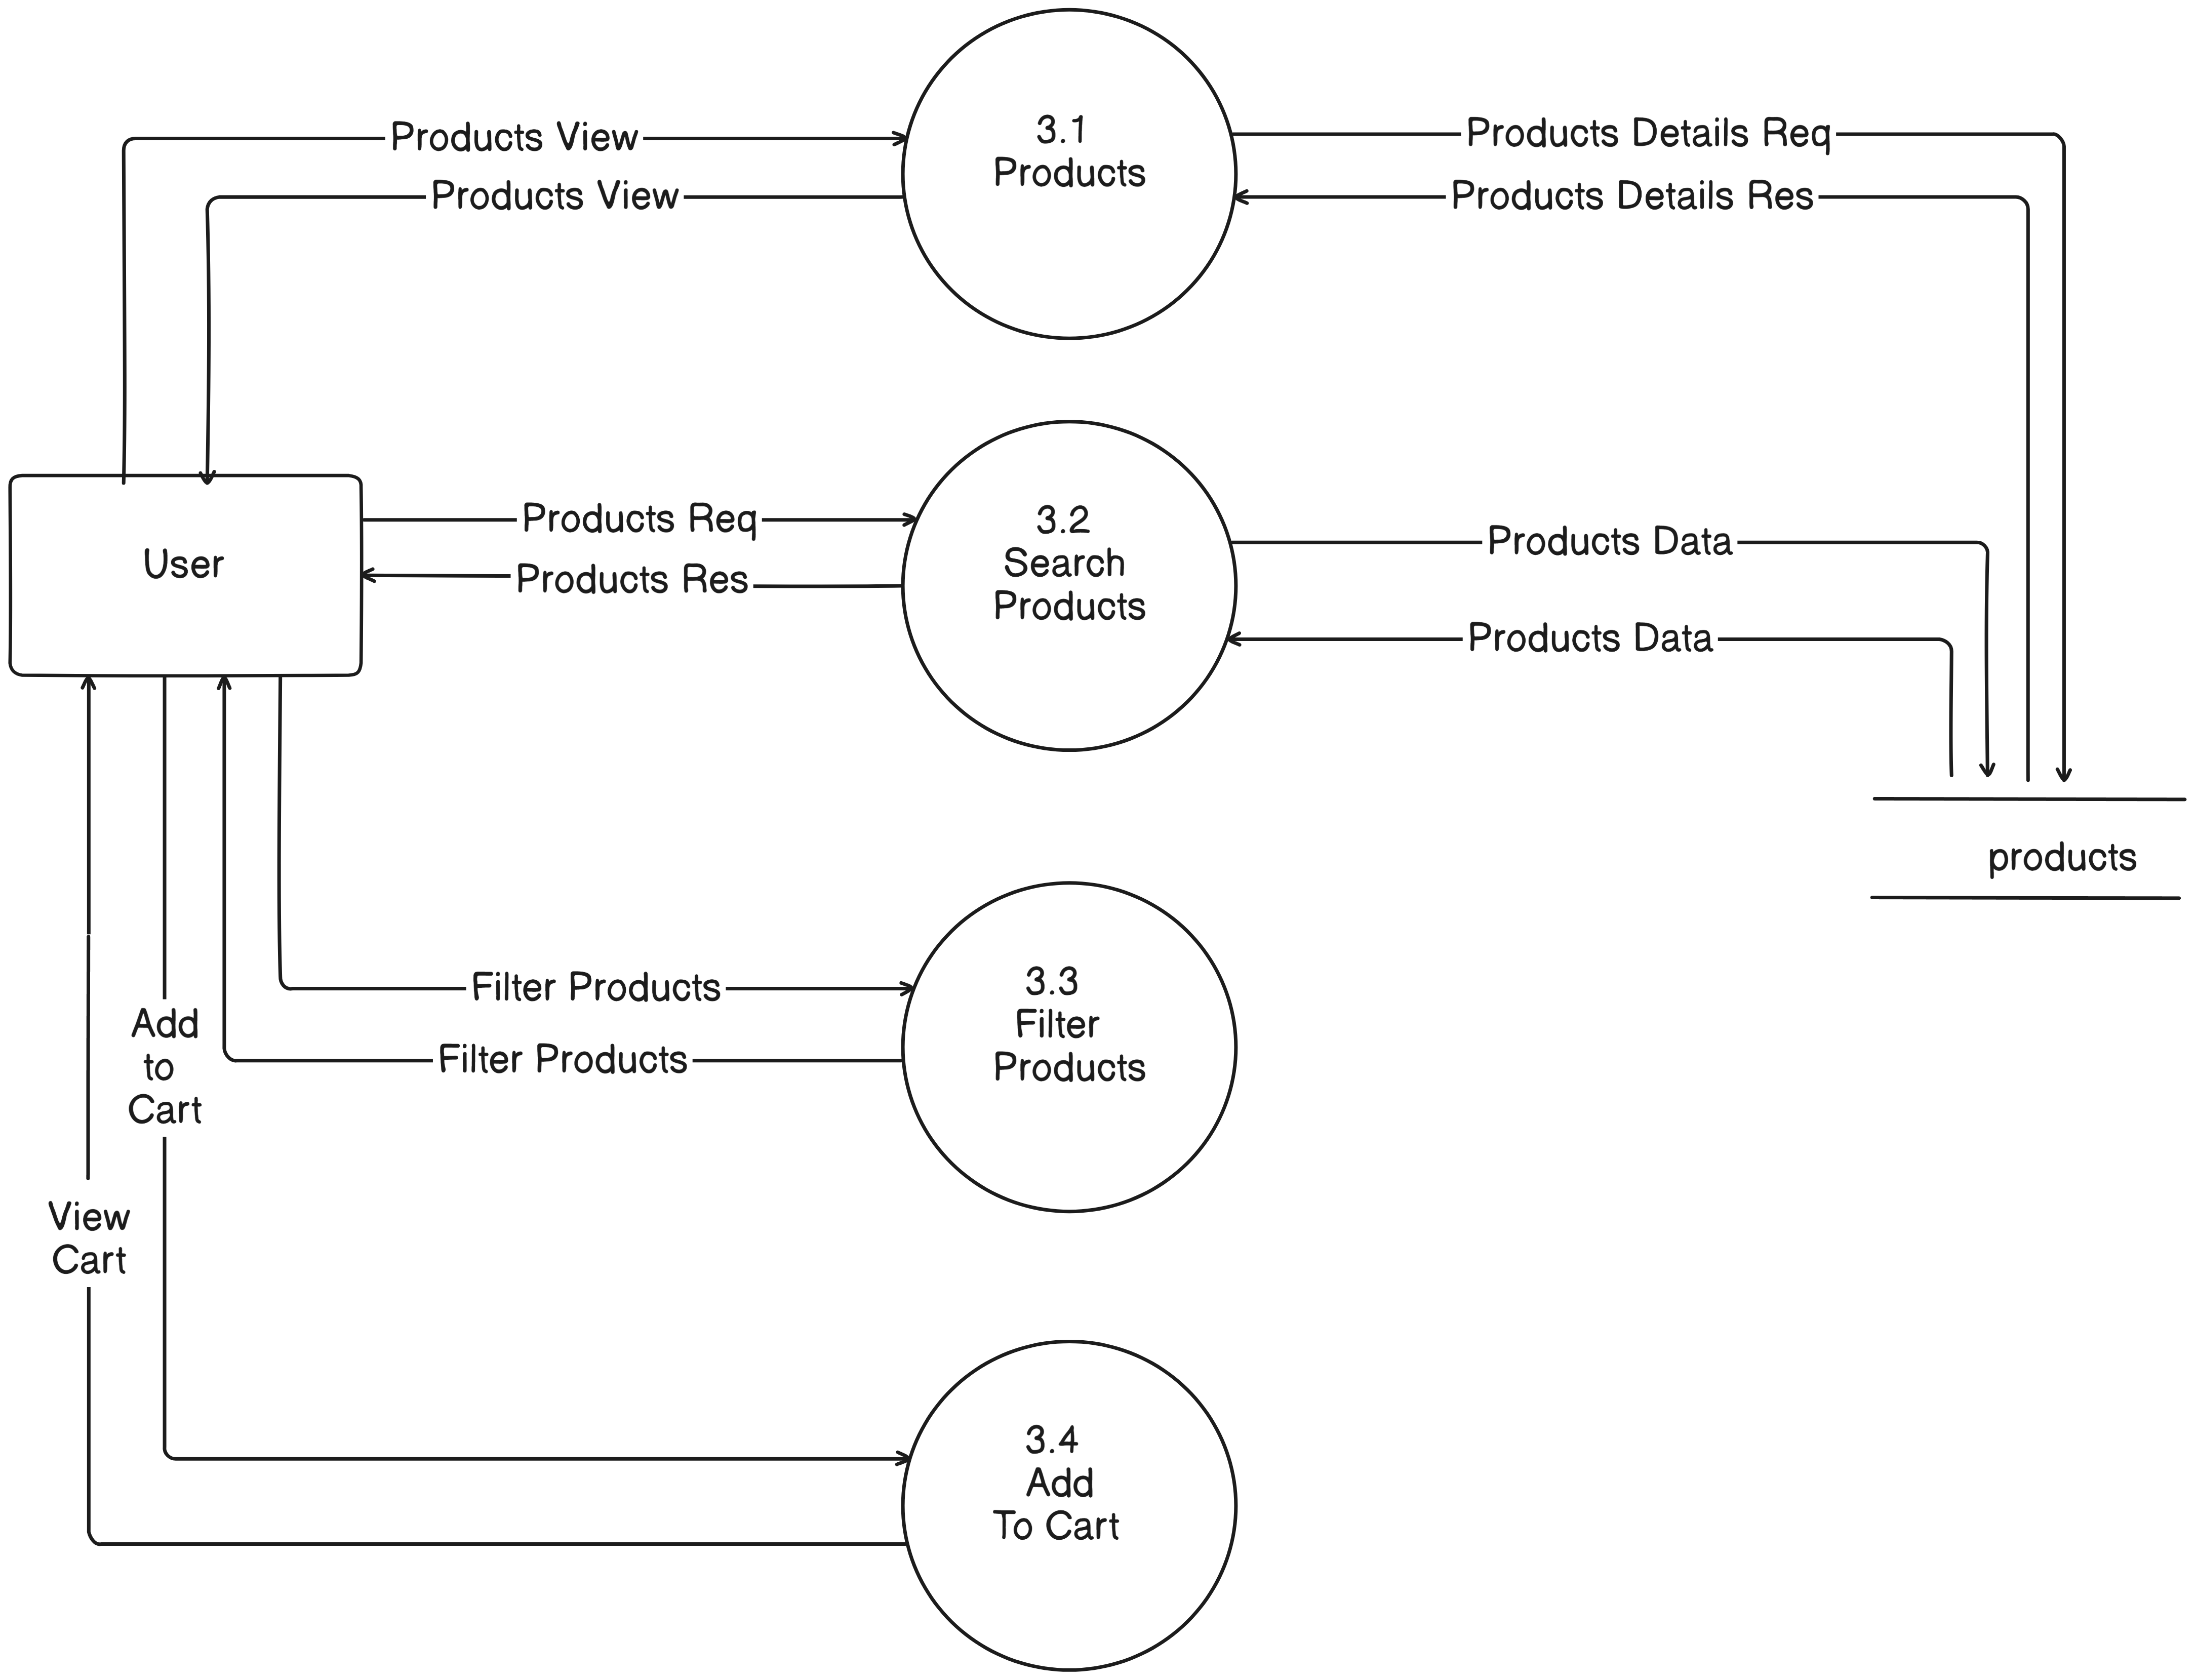 3.1
Products
Products View
Products View
Products Details Req
Products Details Res
User
Products Req
Products Res
3.2
Search
Products
Products Data
Products Data
products
3.3
Filter
Products
Filter Products
Filter Products
Add
to
Cart
View
Cart
3.4
Add
To Cart